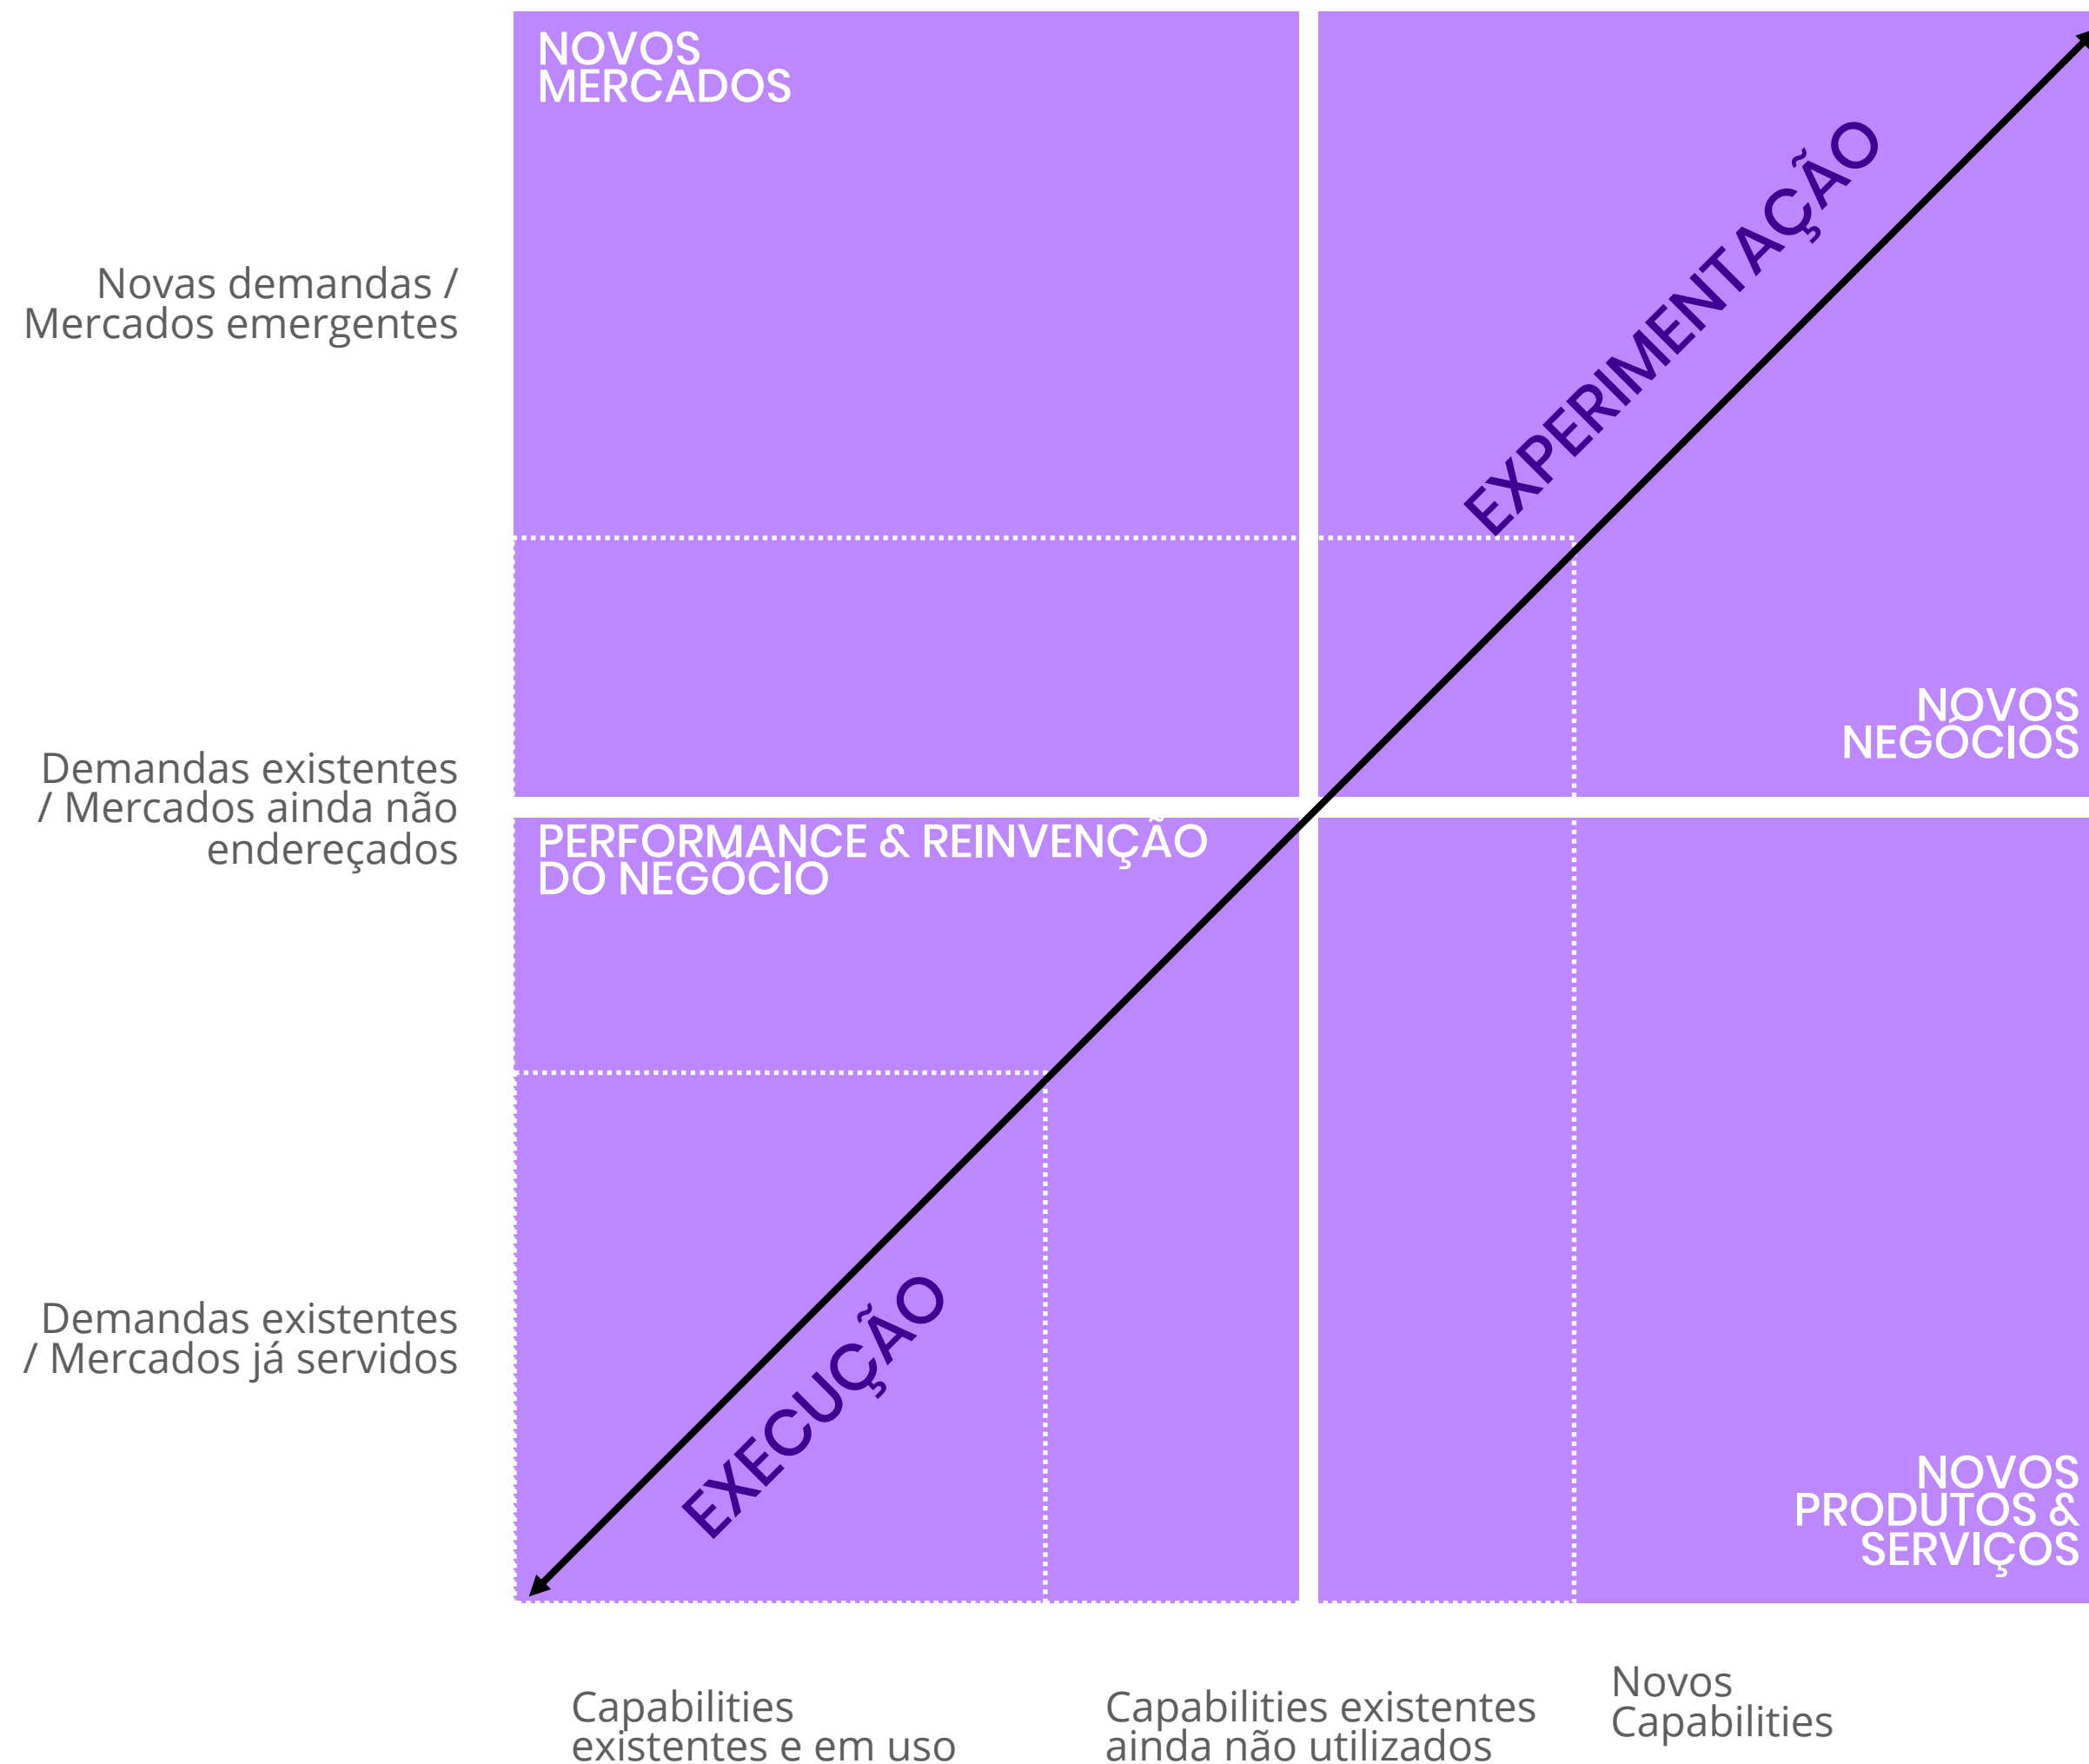 NOVOS
MERCADOS
EXPERIMENTAÇÃO
Novas demandas /
Mercados emergentes
NOVOS
NEGÓCIOS
Demandas existentes
/ Mercados ainda não
endereçados
PERFORMANCE & REINVENÇÃO
DO NEGÓCIO
EXECUÇÃO
Demandas existentes
/ Mercados já servidos
NOVOS
PRODUTOS &
SERVIÇOS
Capabilities
existentes e em uso
Capabilities existentes
ainda não utilizados
Novos
Capabilities